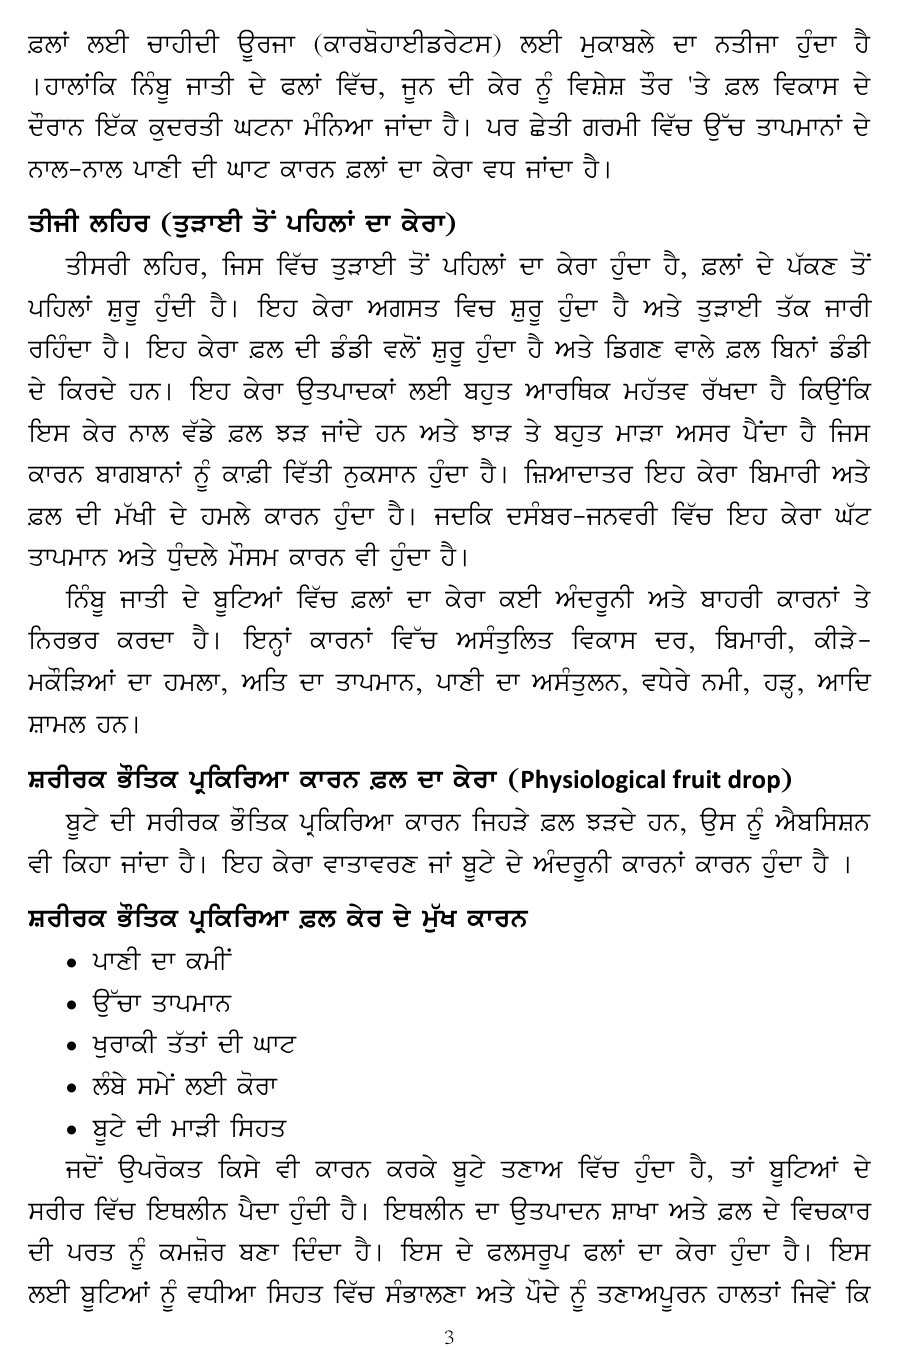 ਫ਼ਲਾਂ ਲਈ ਚਾਹੀਦੀ ਊਰਜਾ (ਕਾਰਬੋਹਾਈਡਰੇਟਸ) ਲਈ ਮੁਕਾਬਲੇ ਦਾ ਨਤੀਜਾ ਹੁੰਦਾ ਹੈ
।ਹਾਲਾਂਕਿ ਨਿੰਬੂ ਜਾਤੀ ਦੇ ਫਲਾਂ ਵਿੱਚ, ਜੂਨ ਦੀ ਕੇਰ ਨੂੰ ਵਿਸ਼ੇਸ਼ ਤੌਰ 'ਤੇ ਫ਼ਲ ਵਿਕਾਸ ਦੇ
ਦੌਰਾਨ ਇੱਕ ਕੁਦਰਤੀ ਘਟਨਾ ਮੰਨਿਆ ਜਾਂਦਾ ਹੈ। ਪਰ ਛੇਤੀ ਗਰਮੀ ਵਿੱਚ ਉੱਚ ਤਾਪਮਾਨਾਂ ਦੇ
ਨਾਲ-ਨਾਲ ਪਾਣੀ ਦੀ ਘਾਟ ਕਾਰਨ ਫ਼ਲਾਂ ਦਾ ਕੇਰਾ ਵਧ ਜਾਂਦਾ ਹੈ।
ਤੀਜੀ ਲਹਿਰ (ਤੁੜਾਈ ਤੋਂ ਪਹਿਲਾਂ ਦਾ ਕੇਰਾ)
ਤੀਸਰੀ ਲਹਿਰ, ਜਿਸ ਵਿੱਚ ਤੁੜਾਈ ਤੋਂ ਪਹਿਲਾਂ ਦਾ ਕੇਰਾ ਹੁੰਦਾ ਹੈ, ਫ਼ਲਾਂ ਦੇ ਪੱਕਣ ਤੋਂ
ਪਹਿਲਾਂ ਸ਼ੁਰੂ ਹੁੰਦੀ ਹੈ। ਇਹ ਕੇਰਾ ਅਗਸਤ ਵਿਚ ਸ਼ੁਰੂ ਹੁੰਦਾ ਹੈ ਅਤੇ ਤੁੜਾਈ ਤੱਕ ਜਾਰੀ
ਰਹਿੰਦਾ ਹੈ। ਇਹ ਕੇਰਾ ਫ਼ਲ ਦੀ ਡੰਡੀ ਵਲੋਂ ਸ਼ੁਰੂ ਹੁੰਦਾ ਹੈ ਅਤੇ ਡਿਗਣ ਵਾਲੇ ਫ਼ਲ ਬਿਨਾਂ ਡੰਡੀ
ਦੇ ਕਿਰਦੇ ਹਨ। ਇਹ ਕੇਰਾ ਉਤਪਾਦਕਾਂ ਲਈ ਬਹੁਤ ਆਰਥਿਕ ਮਹੱਤਵ ਰੱਖਦਾ ਹੈ ਕਿਉਂਕਿ
ਇਸ ਕੇਰ ਨਾਲ ਵੱਡੇ ਫ਼ਲ ਝੜ ਜਾਂਦੇ ਹਨ ਅਤੇ ਝਾੜ ਤੇ ਬਹੁਤ ਮਾੜਾ ਅਸਰ ਪੈਂਦਾ ਹੈ ਜਿਸ
ਕਾਰਨ ਬਾਗਬਾਨਾਂ ਨੂੰ ਕਾਫ਼ੀ ਵਿੱਤੀ ਨੁਕਸਾਨ ਹੁੰਦਾ ਹੈ। ਜ਼ਿਆਦਾਤਰ ਇਹ ਕੇਰਾ ਬਿਮਾਰੀ ਅਤੇ
ਫ਼ਲ ਦੀ ਮੱਖੀ ਦੇ ਹਮਲੇ ਕਾਰਨ ਹੁੰਦਾ ਹੈ। ਜਦਕਿ ਦਸੰਬਰ-ਜਨਵਰੀ ਵਿੱਚ ਇਹ ਕੇਰਾ ਘੱਟ
ਤਾਪਮਾਨ ਅਤੇ ਧੁੰਦਲੇ ਮੌਸਮ ਕਾਰਨ ਵੀ ਹੁੰਦਾ ਹੈ।
ਨਿੰਬੂ ਜਾਤੀ ਦੇ ਬੂਟਿਆਂ ਵਿੱਚ ਫ਼ਲਾਂ ਦਾ ਕੇਰਾ ਕਈ ਅੰਦਰੂਨੀ ਅਤੇ ਬਾਹਰੀ ਕਾਰਨਾਂ ਤੇ
ਨਿਰਭਰ ਕਰਦਾ ਹੈ। ਇਨ੍ਹਾਂ ਕਾਰਨਾਂ ਵਿੱਚ ਅਸੰਤੁਲਿਤ ਵਿਕਾਸ ਦਰ, ਬਿਮਾਰੀ, ਕੀੜੇ-
ਮਕੌੜਿਆਂ ਦਾ ਹਮਲਾ, ਅਤਿ ਦਾ ਤਾਪਮਾਨ, ਪਾਣੀ ਦਾ ਅਸੰਤੁਲਨ, ਵਧੇਰੇ ਨਮੀ, ਹੜ੍ਹ, ਆਦਿ
ਸ਼ਾਮਲ ਹਨ।
ਸ਼ਰੀਰਕ ਭੌਤਿਕ ਪ੍ਰਕਿਰਿਆ ਕਾਰਨ ਫ਼ਲ ਦਾ ਕੇਰਾ (Physiological fruit drop)
ਬੂਟੇ ਦੀ ਸਰੀਰਕ ਭੌਤਿਕ ਪ੍ਰਕਿਰਿਆ ਕਾਰਨ ਜਿਹੜੇ ਫ਼ਲ ਝੜਦੇ ਹਨ, ਉਸ ਨੂੰ ਐਬਸਿਸ਼ਨ
ਵੀ ਕਿਹਾ ਜਾਂਦਾ ਹੈ। ਇਹ ਕੇਰਾ ਵਾਤਾਵਰਣ ਜਾਂ ਬੂਟੇ ਦੇ ਅੰਦਰੂਨੀ ਕਾਰਨਾਂ ਕਾਰਨ ਹੁੰਦਾ ਹੈ ।
ਸ਼ਰੀਰਕ ਭੌਤਿਕ ਪ੍ਰਕਿਰਿਆ ਫ਼ਲ ਕੇਰ ਦੇ ਮੁੱਖ ਕਾਰਨ
• ਪਾਣੀ ਦਾ ਕਮੀਂ
• ਉੱਚਾ ਤਾਪਮਾਨ
• ਖੁਰਾਕੀ ਤੱਤਾਂ ਦੀ ਘਾਟ
• ਲੰਬੇ ਸਮੇਂ ਲਈ ਕੋਰਾ
• ਬੂਟੇ ਦੀ ਮਾੜੀ ਸਿਹਤ
ਜਦੋਂ ਉਪਰੋਕਤ ਕਿਸੇ ਵੀ ਕਾਰਨ ਕਰਕੇ ਬੂਟੇ ਤਣਾਅ ਵਿੱਚ ਹੁੰਦਾ ਹੈ, ਤਾਂ ਬੂਟਿਆਂ ਦੇ
ਸਰੀਰ ਵਿੱਚ ਇਥਲੀਨ ਪੈਦਾ ਹੁੰਦੀ ਹੈ। ਇਥਲੀਨ ਦਾ ਉਤਪਾਦਨ ਸ਼ਾਖਾ ਅਤੇ ਫ਼ਲ ਦੇ ਵਿਚਕਾਰ
ਦੀ ਪਰਤ ਨੂੰ ਕਮਜ਼ੋਰ ਬਣਾ ਦਿੰਦਾ ਹੈ। ਇਸ ਦੇ ਫਲਸਰੂਪ ਫਲਾਂ ਦਾ ਕੇਰਾ ਹੁੰਦਾ ਹੈ। ਇਸ
ਲਈ ਬੂਟਿਆਂ ਨੂੰ ਵਧੀਆ ਸਿਹਤ ਵਿੱਚ ਸੰਭਾਲਣਾ ਅਤੇ ਪੌਦੇ ਨੂੰ ਤਣਾਅਪੂਰਨ ਹਾਲਤਾਂ ਜਿਵੇਂ ਕਿ
3